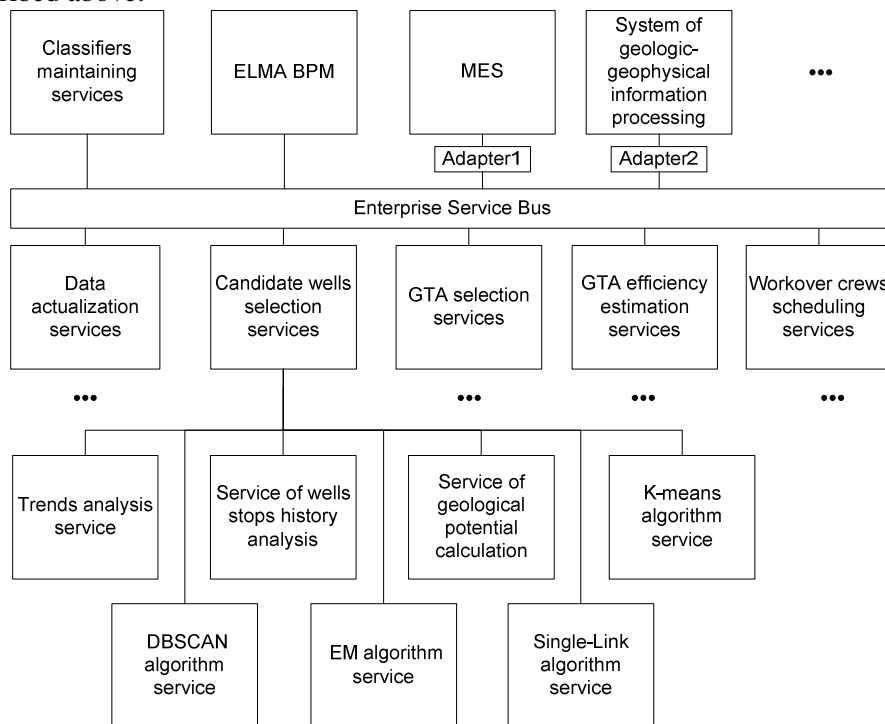 Classifiers
maintaining
services
ELMA BPM
MES
System of
geologic-
geophysical
information
processing
•••
Adapter1
Adapter2
Enterprise Service Bus
Data
actualization
services
Candidate wells
selection
services
GTA selection
services
GTA efficiency
estimation
services
Workover crews
scheduling
services
•••
•••
•••
•••
Trends analysis
service
Service of wells
stops history
analysis
Service of
geological
potential
calculation
K-means
algorithm
service
DBSCAN
algorithm
service
EM algorithm
service
Single-Link
algorithm
service